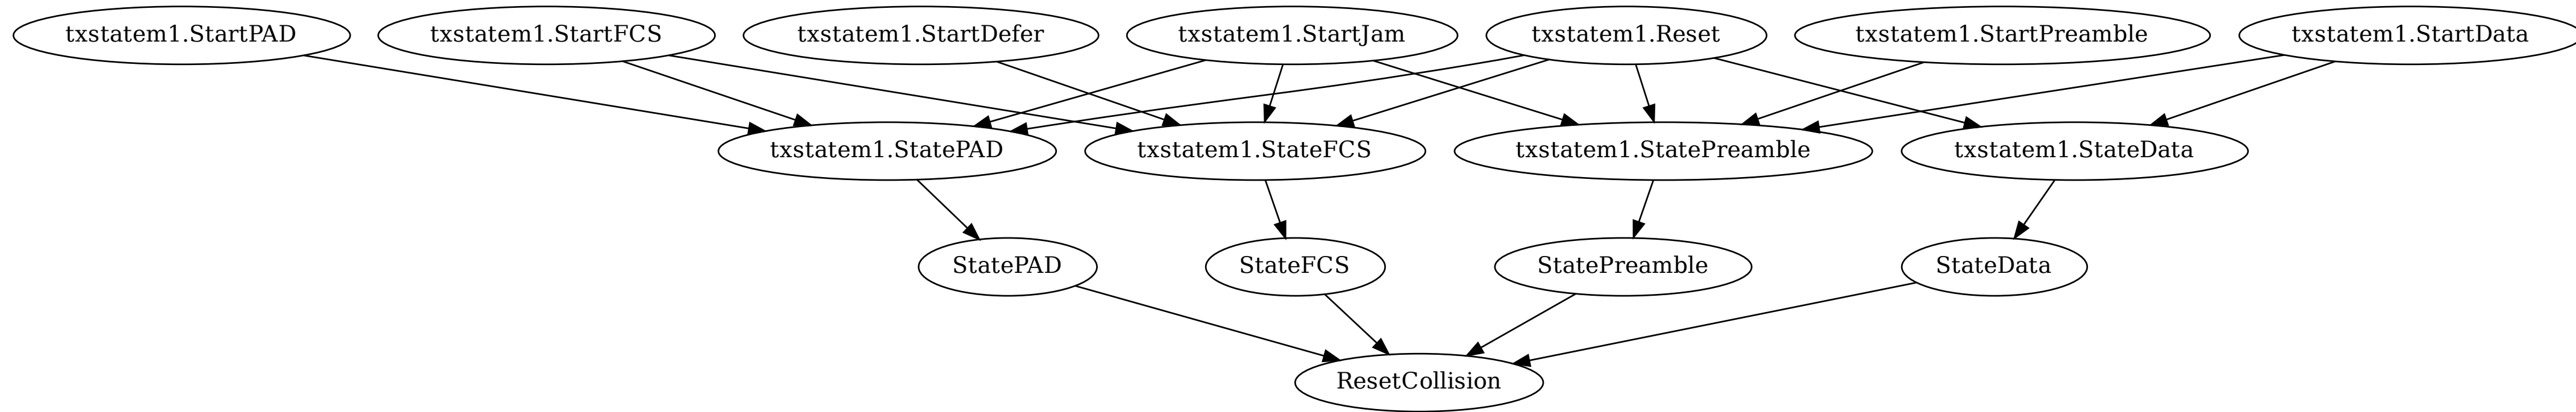 txstatem1.StartPAD
txstatem1.StartFCS
txstatem1.StartDefer
txstatem1.StartJam
txstatem1.Reset
txstatem1.StartPreamble
txstatem1.StartData
txstatem1.StatePAD
txstatem1.StateFCS
txstatem1.StatePreamble
txstatem1.StateData
StatePAD
StateFCS
StatePreamble
StateData
ResetCollision